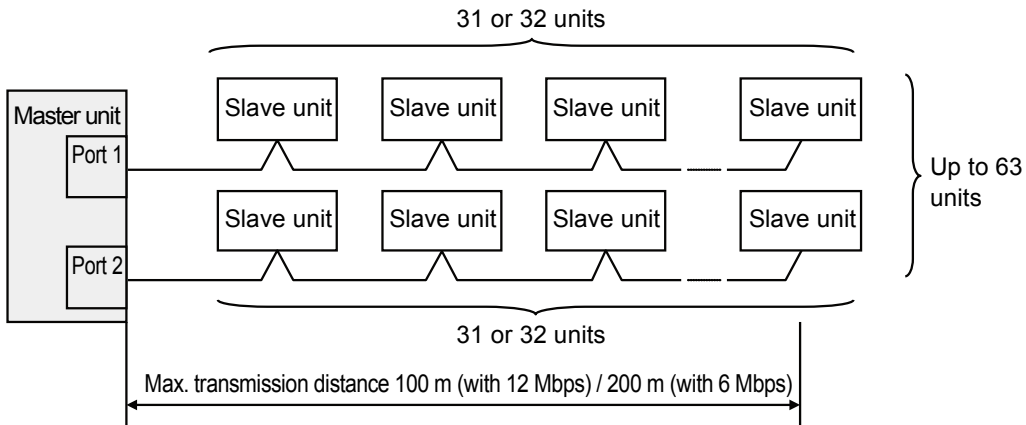 31 or 32 units
Master unit
Port 1
Slave unit
Slave unit
Slave unit
Slave unit
Up to 63
units
Port 2
Slave unit
Slave unit
Slave unit
Slave unit
31 or 32 units
Max. transmission distance 100 m (with 12 Mbps) / 200 m (with 6 Mbps)